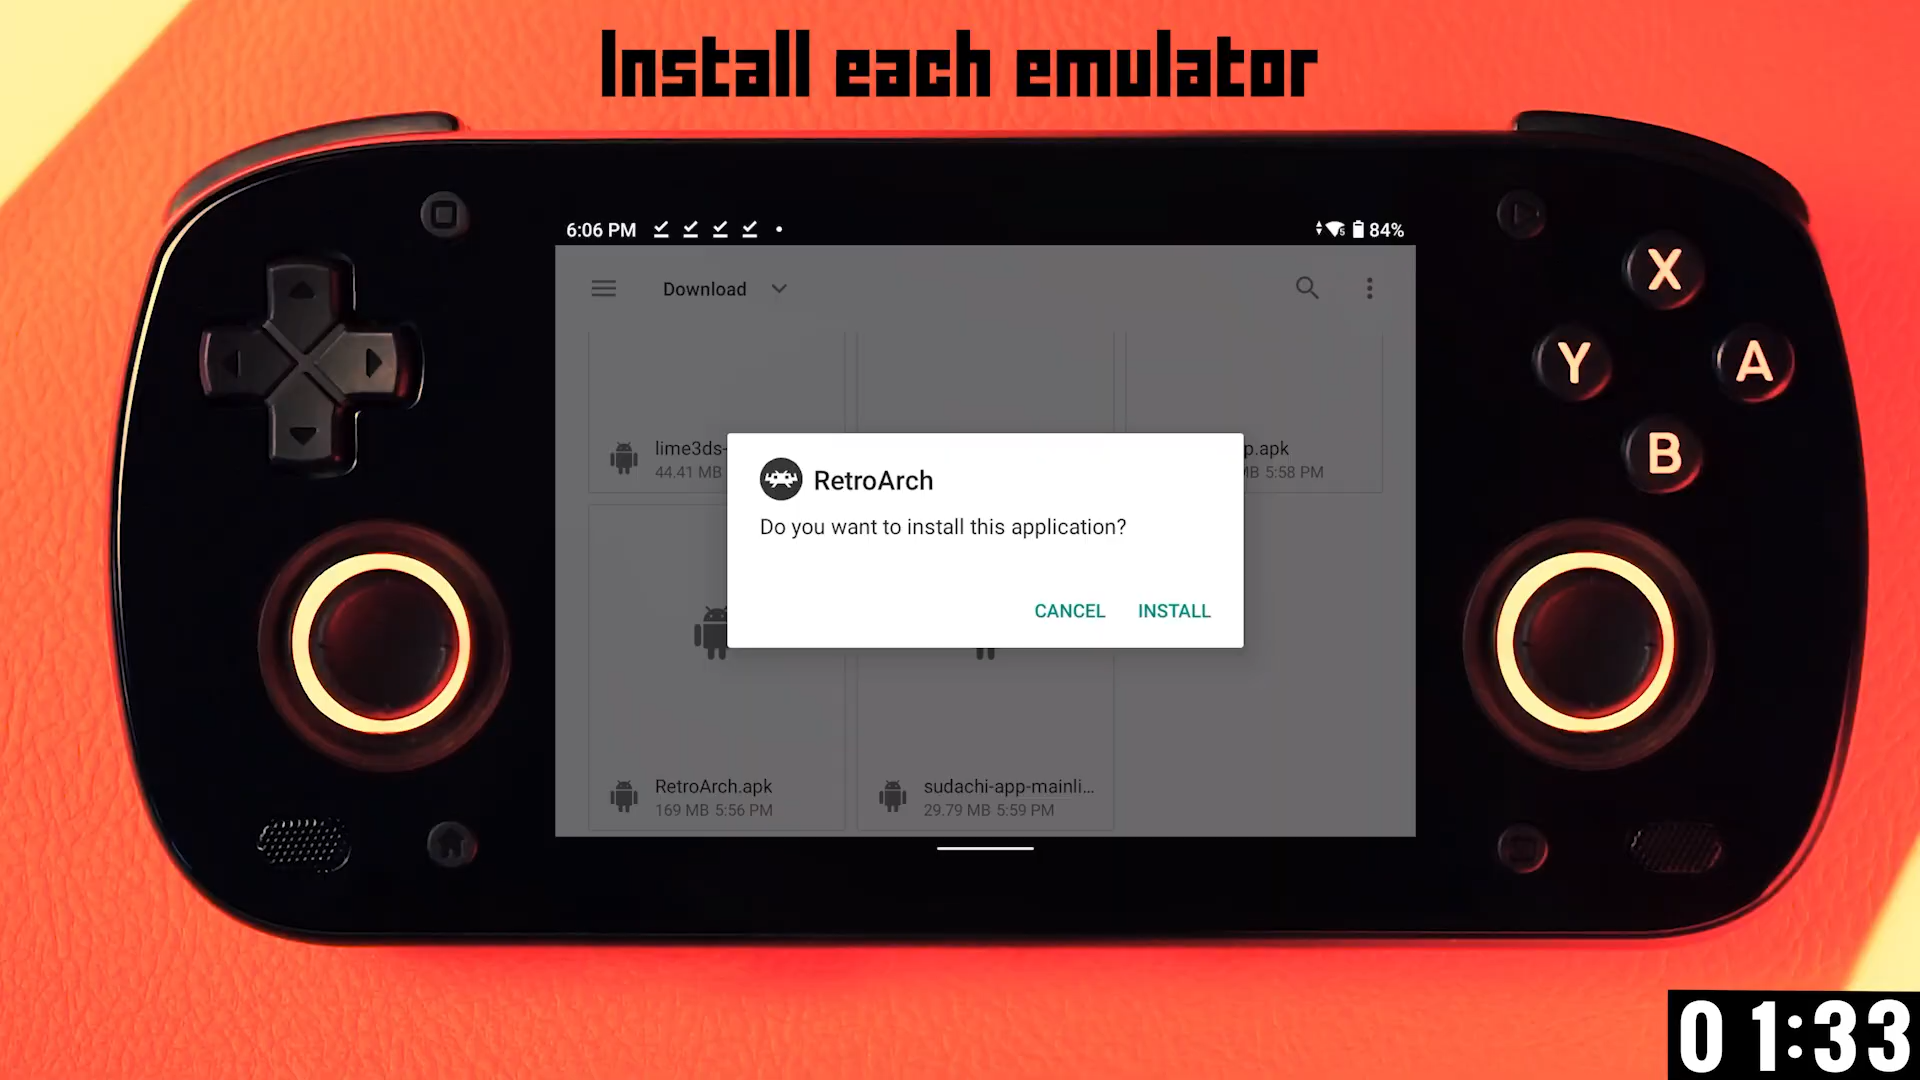 Install each emulator
6:06 PM
84%
Download
X
Y
A
B
lime3ds-
44.41 MB
p.apk
MB 5:58 PM
RetroArch
Do you want to install this application?
CANCEL
INSTALL
RetroArch.apk
169 MB 5:56 PM
sudachi-app-mainli...
29.79 MB 5:59 PM
01:33